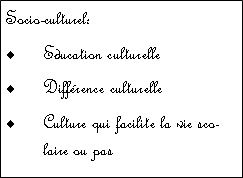 Socio-culturel:
◆ Education culturelle
◆ Différence culturelle
◆ Culture qui facilite la vie sco-
laire ou pas